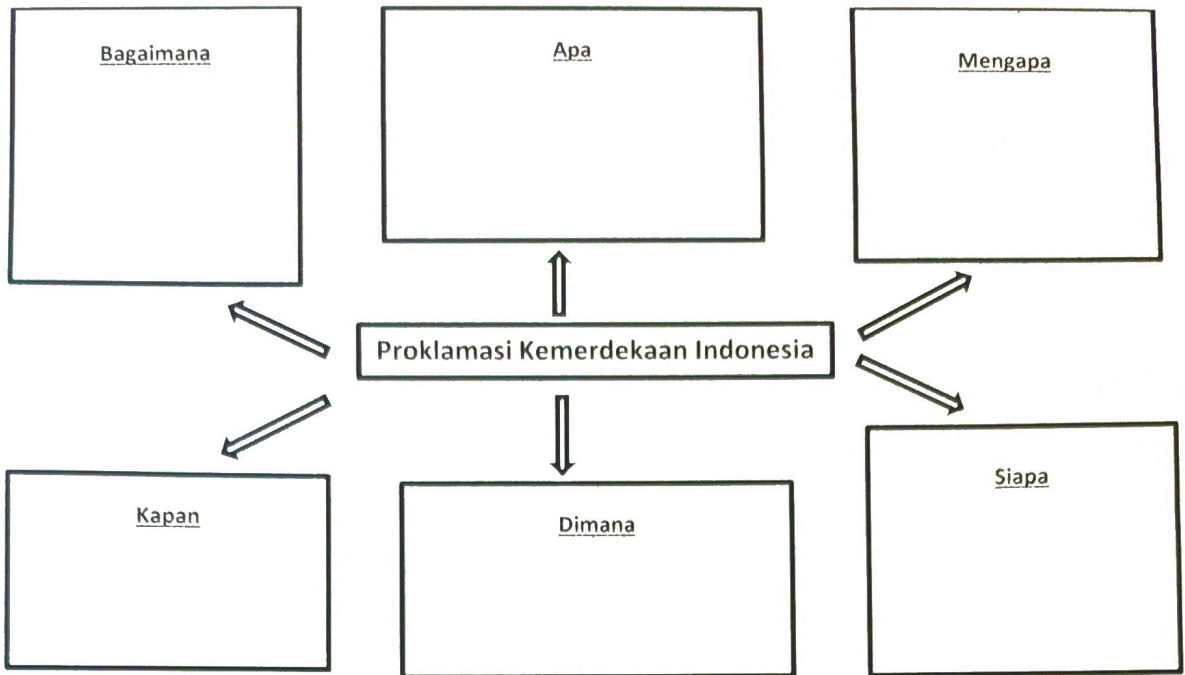 Bagaimana
Apa
Mengapa
Proklamasi Kemerdekaan Indonesia
Kapan
Dimana
Siapa